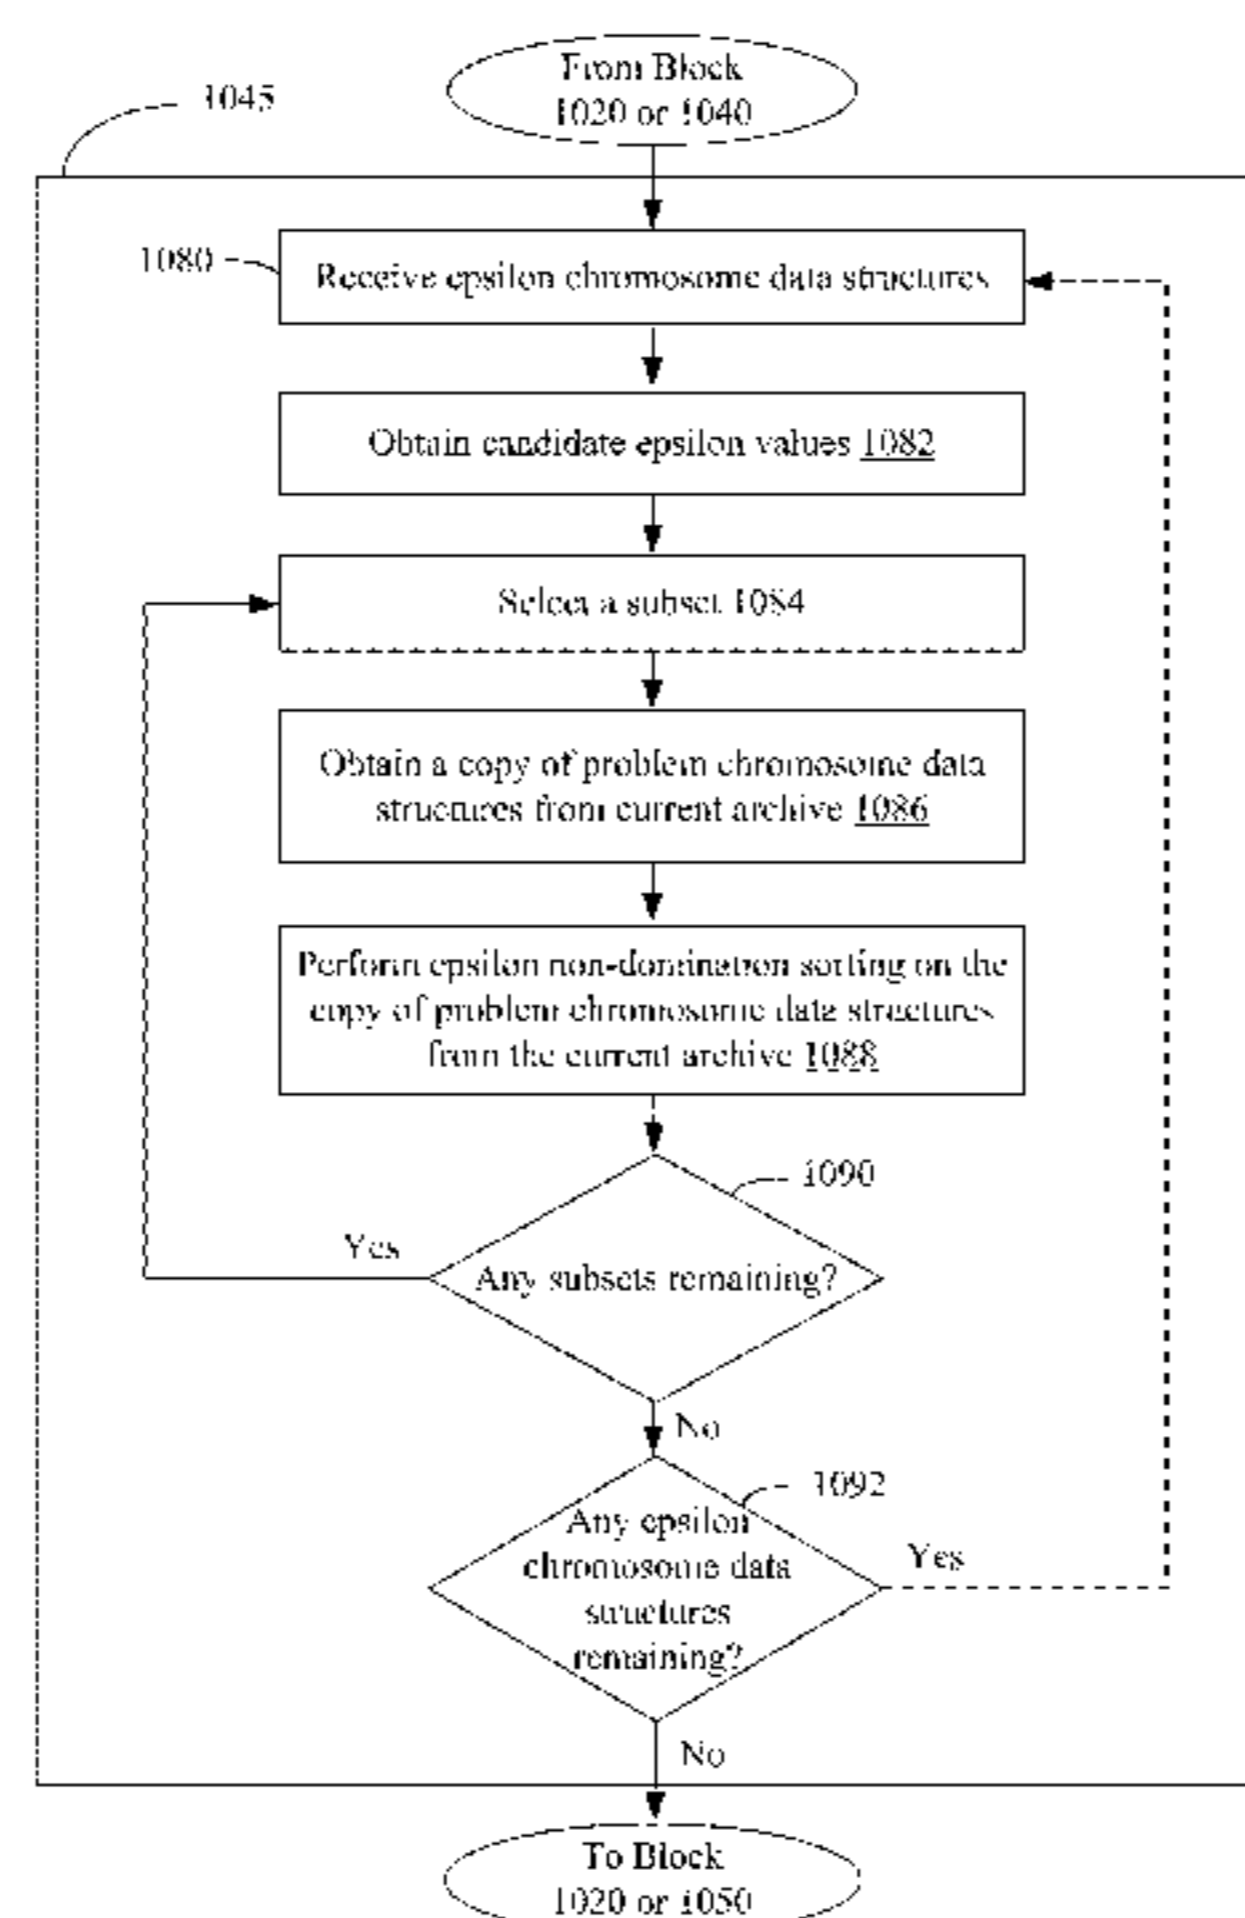 From Block
1020 or 1040
1045
1080
Receive epsilon chromosome data structures
Obtain candidate epsilon values 1082
Select a subset 1084
Obtain a copy of problem chromosome data
structures from current archive 1086
Perform epsilon non-domination sorting on the
copy of problem chromosome data structures
from the current archive 1088
1090
Yes
Any subsets remaining?
No
1092
Any epsilon
chromosome data
structures
remaining?
Yes
No
To Block
1020 or 1050